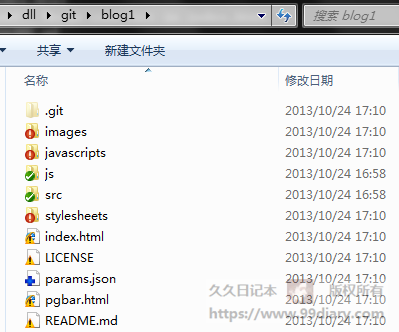 dll git blog1 搜索 blog1
共享 新建文件夹
名称 修改日期
.git 2013/10/24 17:10
images 2013/10/24 17:10
javascripts 2013/10/24 17:10
js 2013/10/24 16:58
src 2013/10/24 16:58
stylesheets 2013/10/24 17:10
index.html 2013/10/24 17:10
LICENSE 2013/10/24 17:10
params.json 2013/10/24 17:10
pgbar.html 2013/10/24 17:10
README.md 2013/10/24 17:10
久久日记本 版权所有
https://www.99diary.com